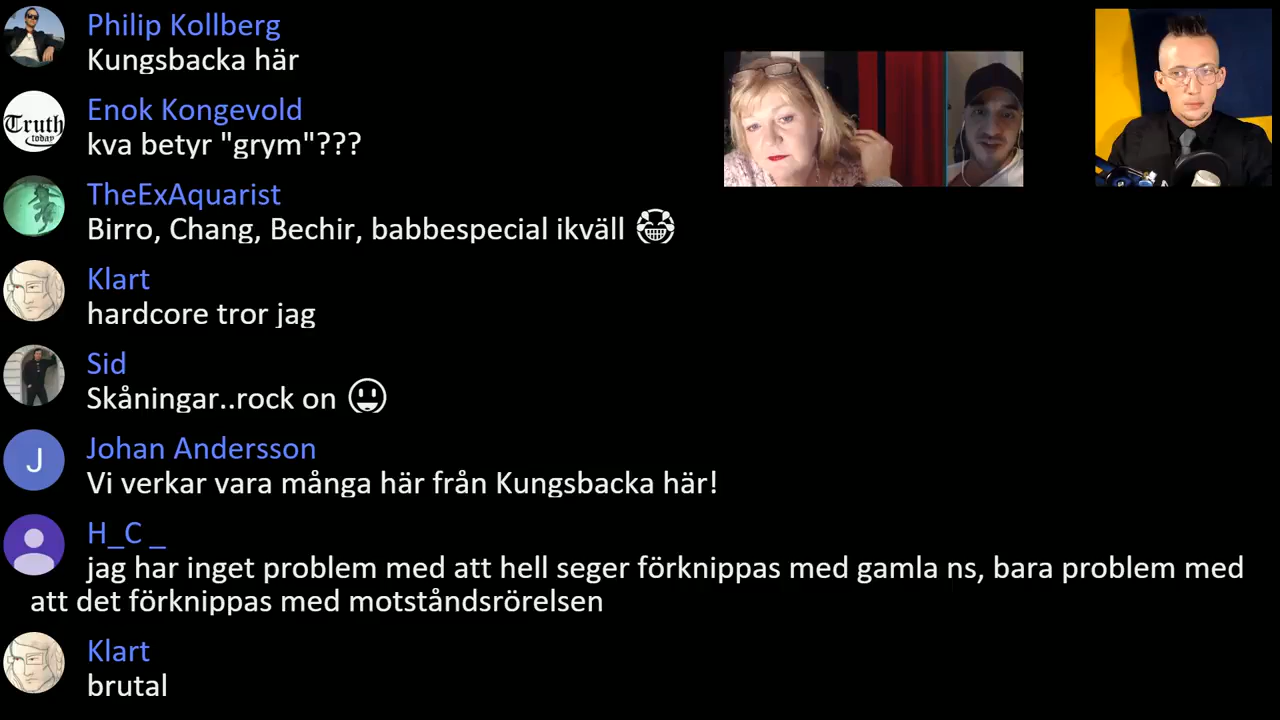 Philip Kollberg
Kungsbacka här
Truth
today
Enok Kongevold
kva betyr "grym"???
TheExAquarist
Birro, Chang, Bechir, babbespecial ikväll 😂
Klart
hardcore tror jag
Sid
Skåningar..rock on 😃
J
Johan Andersson
Vi verkar vara många här från Kungsbacka här!
H_C _
jag har inget problem med att hell seger förknippas med gamla ns, bara problem med
att det förknippas med motståndsrörelsen
Klart
brutal